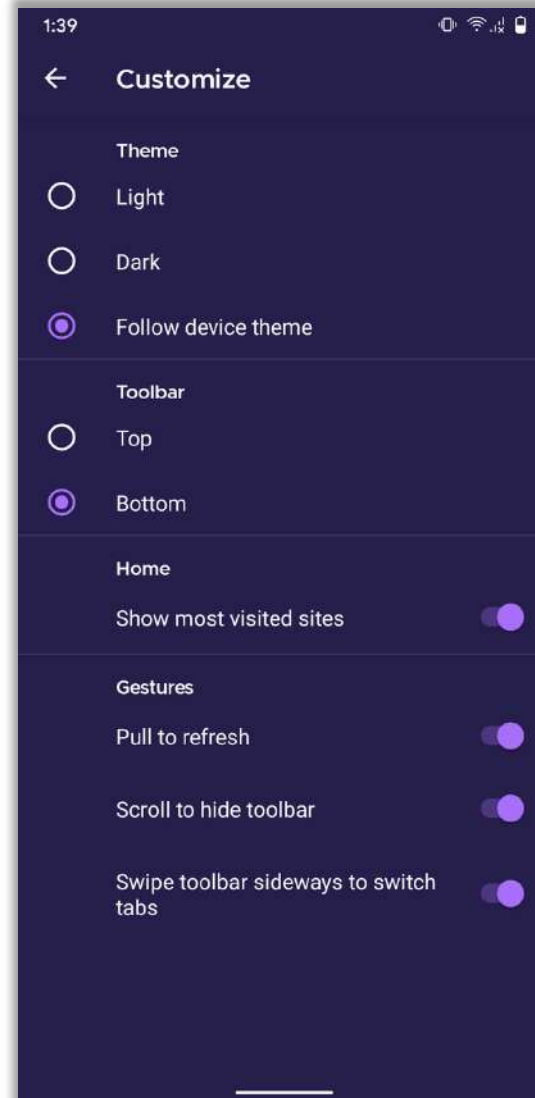 1:39
Customize
Theme
Light
Dark
Follow device theme
Toolbar
Top
Bottom
Home
Show most visited sites
Gestures
Pull to refresh
Scroll to hide toolbar
Swipe toolbar sideways to switch
tabs